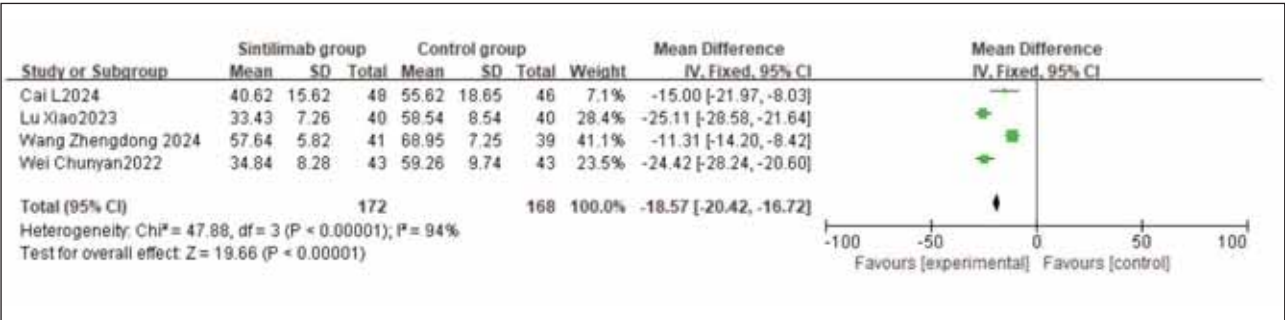 Sintilimab group Control group Mean Difference Mean Difference
Study or Subgroup Mean SD Total Mean SD Total Weight IV, Fixed, 95% CI IV, Fixed, 95% CI
Cai L2024 40.62 15.62 48 55.62 18.65 46 7.1% -15.00 [-21.97, -8.03]
Lu Xiao2023 33.43 7.26 40 58.54 8.54 40 28.4% -25.11 [-28.58, -21.64]
Wang Zhengdong 2024 57.64 5.82 41 68.95 7.25 39 41.1% -11.31 [-14.20, -8.42]
Wei Chunyan2022 34.84 8.28 43 59.26 9.74 43 23.5% -24.42 [-28.24, -20.60]
Total (95% CI) 172 168 100.0% -18.57 [-20.42, -16.72]
Heterogeneity: Chi² = 47.88, df = 3 (P < 0.00001); I² = 94%
Test for overall effect: Z = 19.66 (P < 0.00001)
-100 -50 0 50 100
Favours [experimental] Favours [control]